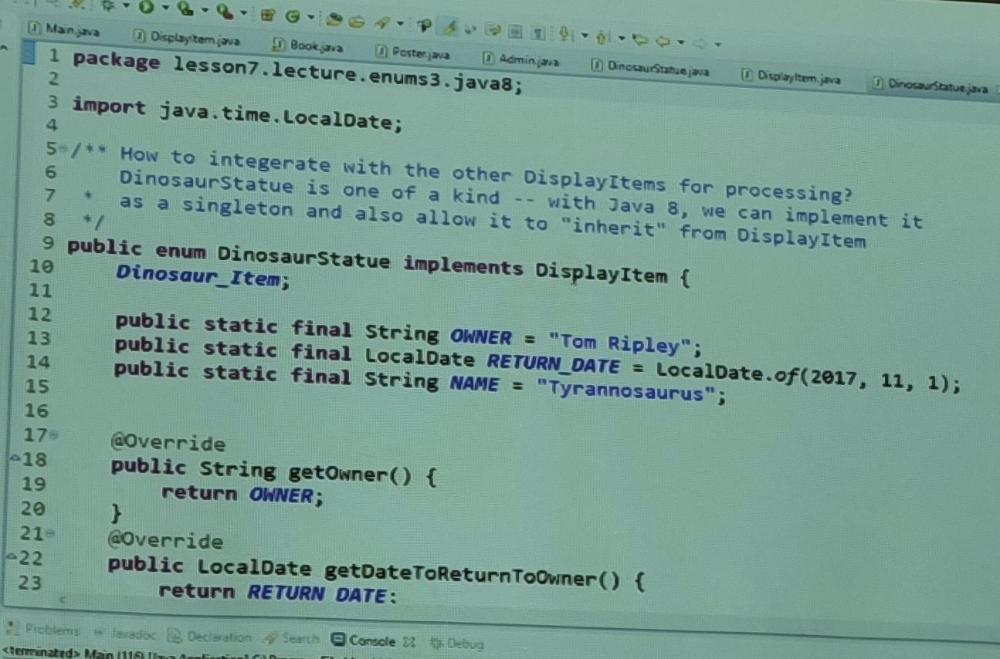 Main.java DisplayItem.java Book.java Poster.java Admin.java DinosaurStatue.java DisplayItem.java DinosaurStatue.java
1 package lesson7.lecture.enums3.java8;
2
3 import java.time.LocalDate;
4
5 /** How to integerate with the other DisplayItems for processing?
6 DinosaurStatue is one of a kind -- with Java 8, we can implement it
7 * as a singleton and also allow it to "inherit" from DisplayItem
8 */
9 public enum DinosaurStatue implements DisplayItem {
10 Dinosaur_Item;
11
12 public static final String OWNER = "Tom Ripley";
13 public static final LocalDate RETURN_DATE = LocalDate.of(2017, 11, 1);
14 public static final String NAME = "Tyrannosaurus";
15
16
17 @Override
18 public String getOwner() {
19 return OWNER;
20 }
21 @Override
22 public LocalDate getDateToReturnToOwner() {
23 return RETURN DATE:
Problems Javadoc Declaration Search Console Debug
<terminated> Main (116) [Java Application]